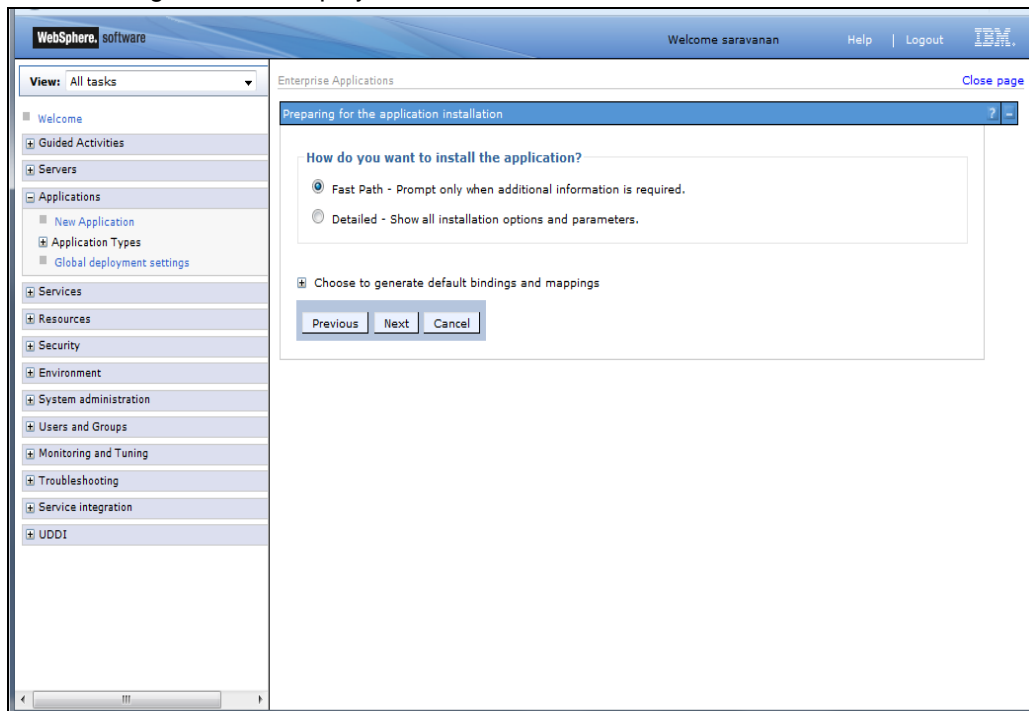 WebSphere. software
Welcome saravanan
Help | Logout
IBM.
View: All tasks
Welcome
Guided Activities
Servers
Applications
New Application
Application Types
Global deployment settings
Services
Resources
Security
Environment
System administration
Users and Groups
Monitoring and Tuning
Troubleshooting
Service integration
UDDI
Enterprise Applications
Close page
Preparing for the application installation
? -
How do you want to install the application?
Fast Path - Prompt only when additional information is required.
Detailed - Show all installation options and parameters.
Choose to generate default bindings and mappings
Previous Next Cancel